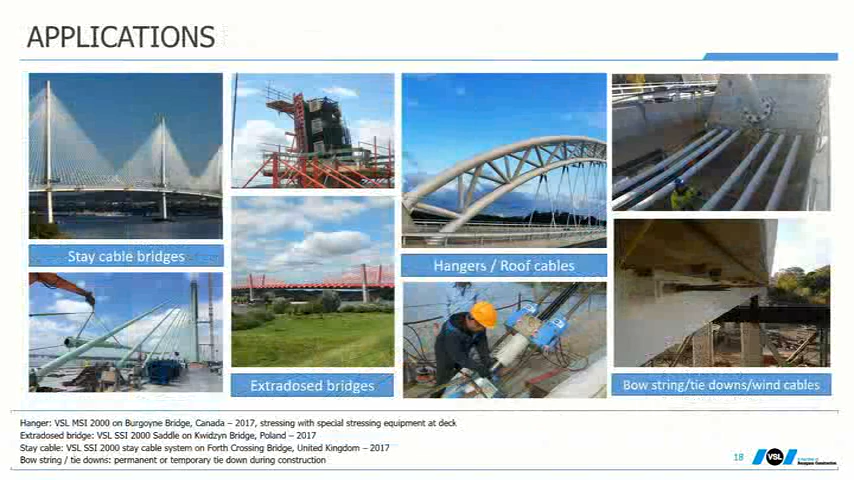 APPLICATIONS
Stay cable bridges
Extradosed bridges
Hangers / Roof cables
Bow string/tie downs/wind cables
Hanger: VSL MSI 2000 on Burgoyne Bridge, Canada – 2017, stressing with special stressing equipment at deck
Extradosed bridge: VSL SSI 2000 Saddle on Kwidzyn Bridge, Poland – 2017
Stay cable: VSL SSI 2000 stay cable system on Forth Crossing Bridge, United Kingdom – 2017
Bow string / tie downs: permanent or temporary tie down during construction
18
VSL